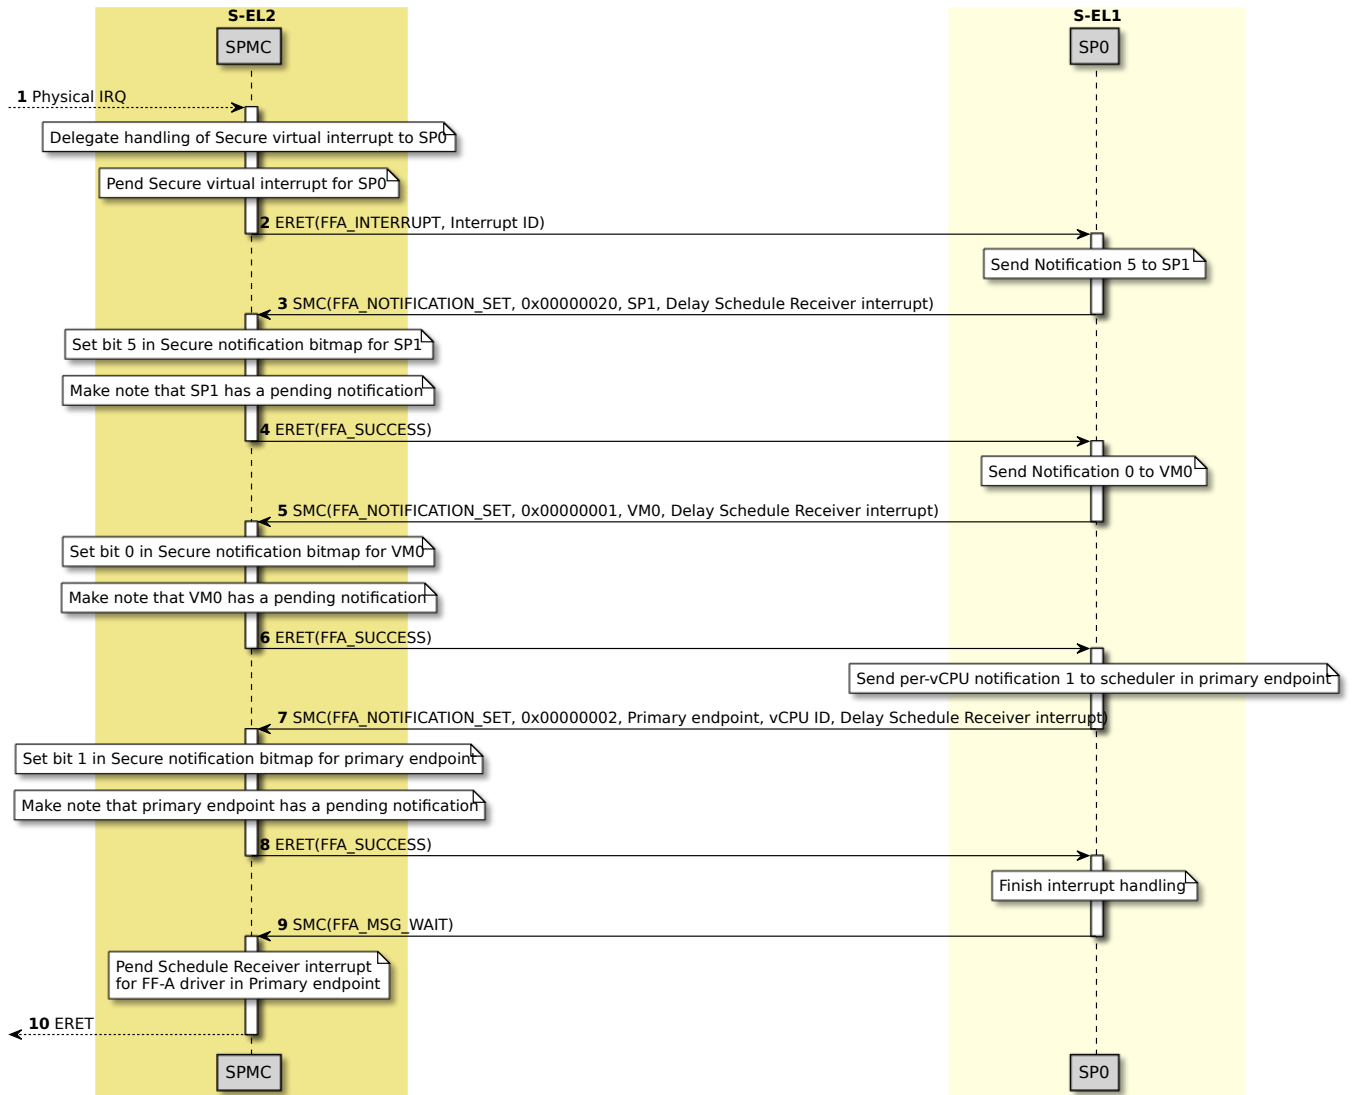 S-EL2
S-EL1
SPMC
SP0
1 Physical IRQ
Delegate handling of Secure virtual interrupt to SP0
Pend Secure virtual interrupt for SP0
2 ERET(FFA_INTERRUPT, Interrupt ID)
Send Notification 5 to SP1
3 SMC(FFA_NOTIFICATION_SET, 0x00000020, SP1, Delay Schedule Receiver interrupt)
Set bit 5 in Secure notification bitmap for SP1
Make note that SP1 has a pending notification
4 ERET(FFA_SUCCESS)
Send Notification 0 to VM0
5 SMC(FFA_NOTIFICATION_SET, 0x00000001, VM0, Delay Schedule Receiver interrupt)
Set bit 0 in Secure notification bitmap for VM0
Make note that VM0 has a pending notification
6 ERET(FFA_SUCCESS)
Send per-vCPU notification 1 to scheduler in primary endpoint
7 SMC(FFA_NOTIFICATION_SET, 0x00000002, Primary endpoint, vCPU ID, Delay Schedule Receiver interrupt)
Set bit 1 in Secure notification bitmap for primary endpoint
Make note that primary endpoint has a pending notification
8 ERET(FFA_SUCCESS)
Finish interrupt handling
9 SMC(FFA_MSG_WAIT)
Pend Schedule Receiver interrupt
for FF-A driver in Primary endpoint
10 ERET
SPMC
SP0